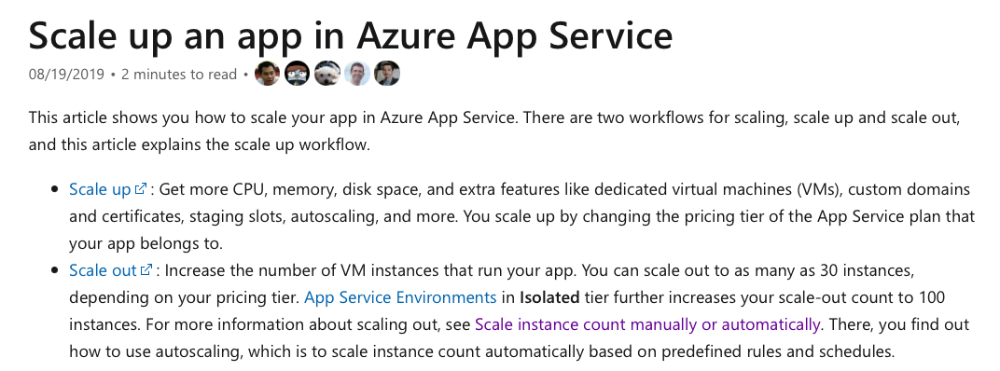 Scale up an app in Azure App Service
08/19/2019 • 2 minutes to read •
This article shows you how to scale your app in Azure App Service. There are two workflows for scaling, scale up and scale out,
and this article explains the scale up workflow.
• Scale up : Get more CPU, memory, disk space, and extra features like dedicated virtual machines (VMs), custom domains
and certificates, staging slots, autoscaling, and more. You scale up by changing the pricing tier of the App Service plan that
your app belongs to.
• Scale out : Increase the number of VM instances that run your app. You can scale out to as many as 30 instances,
depending on your pricing tier. App Service Environments in Isolated tier further increases your scale-out count to 100
instances. For more information about scaling out, see Scale instance count manually or automatically. There, you find out
how to use autoscaling, which is to scale instance count automatically based on predefined rules and schedules.